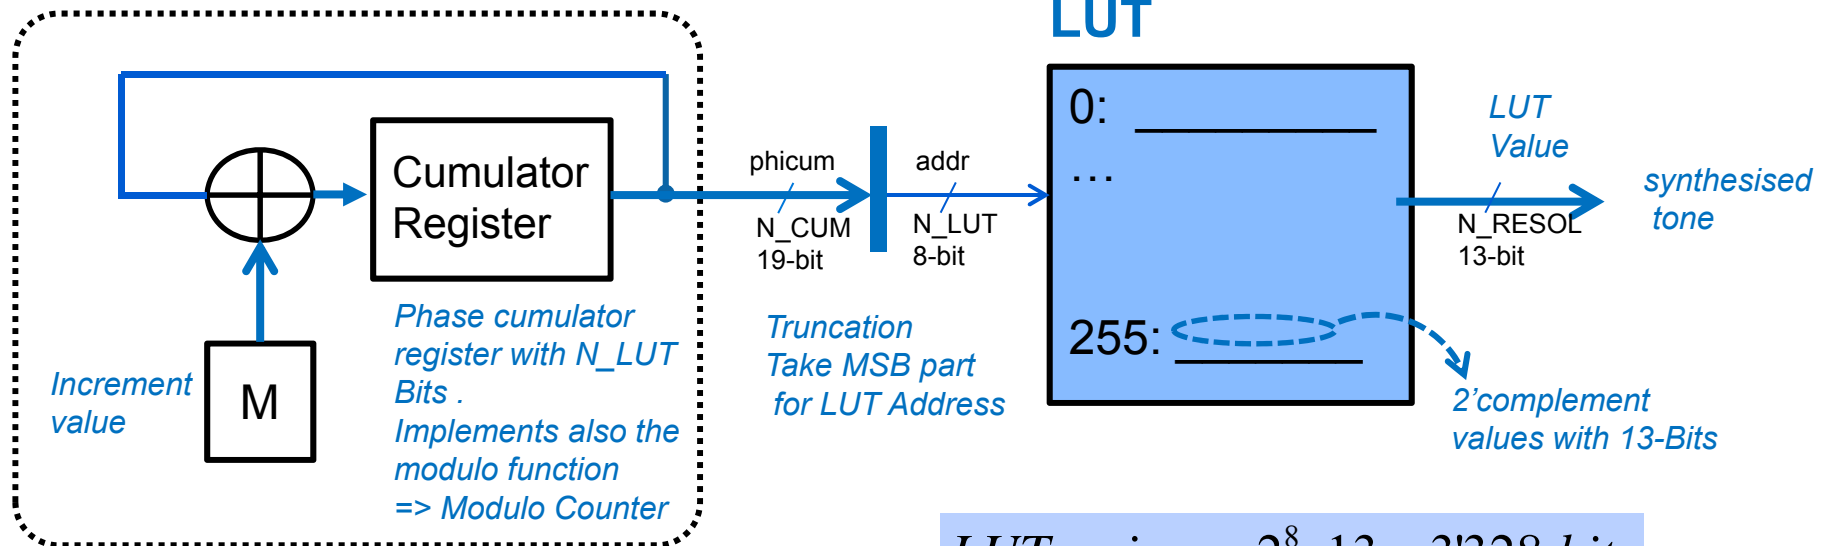 LUT
0:
...
255:
Cumulator
Register
M
Increment
value
Phase cumulator
register with N_LUT
Bits .
Implements also the
modulo function
=> Modulo Counter
phicum
N_CUM
19-bit
addr
N_LUT
8-bit
Truncation
Take MSB part
for LUT Address
LUT
Value
N_RESOL
13-bit
synthesised
tone
2'complement
values with 13-Bits